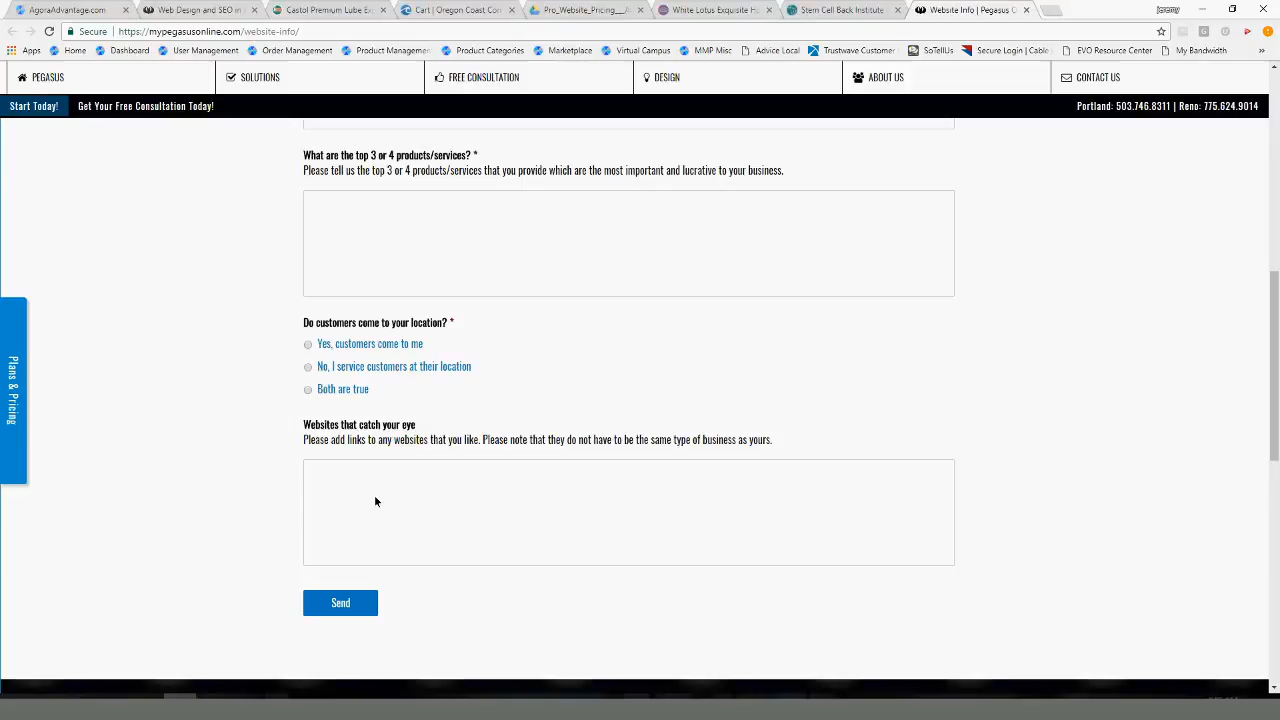 AgoraAdvantage.com
Web Design and SEO in
Castol Premium Lube Ex
Cart | Oregon Coast Com
Pro_Website_Pricing__
White Lotus Exquisite H
Stem Cell Back Institute
Website Info | Pegasus O
Jeremy
Secure
https://mypegasusonline.com/website-info/
Apps
Home
Dashboard
User Management
Order Management
Product Managemen
Product Categories
Marketplace
Virtual Campus
MMP Misc
Advice Local
Trustwave Customer
SoTellUs
Secure Login | Cable
EVO Resource Center
My Bandwidth
PEGASUS
SOLUTIONS
FREE CONSULTATION
DESIGN
ABOUT US
CONTACT US
Start Today!
Get Your Free Consultation Today!
Portland: 503.746.8311 | Reno: 775.624.9014
What are the top 3 or 4 products/services? *
Please tell us the top 3 or 4 products/services that you provide which are the most important and lucrative to your business.
Do customers come to your location? *
Yes, customers come to me
No, I service customers at their location
Both are true
Plans & Pricing
Websites that catch your eye
Please add links to any websites that you like. Please note that they do not have to be the same type of business as yours.
Send